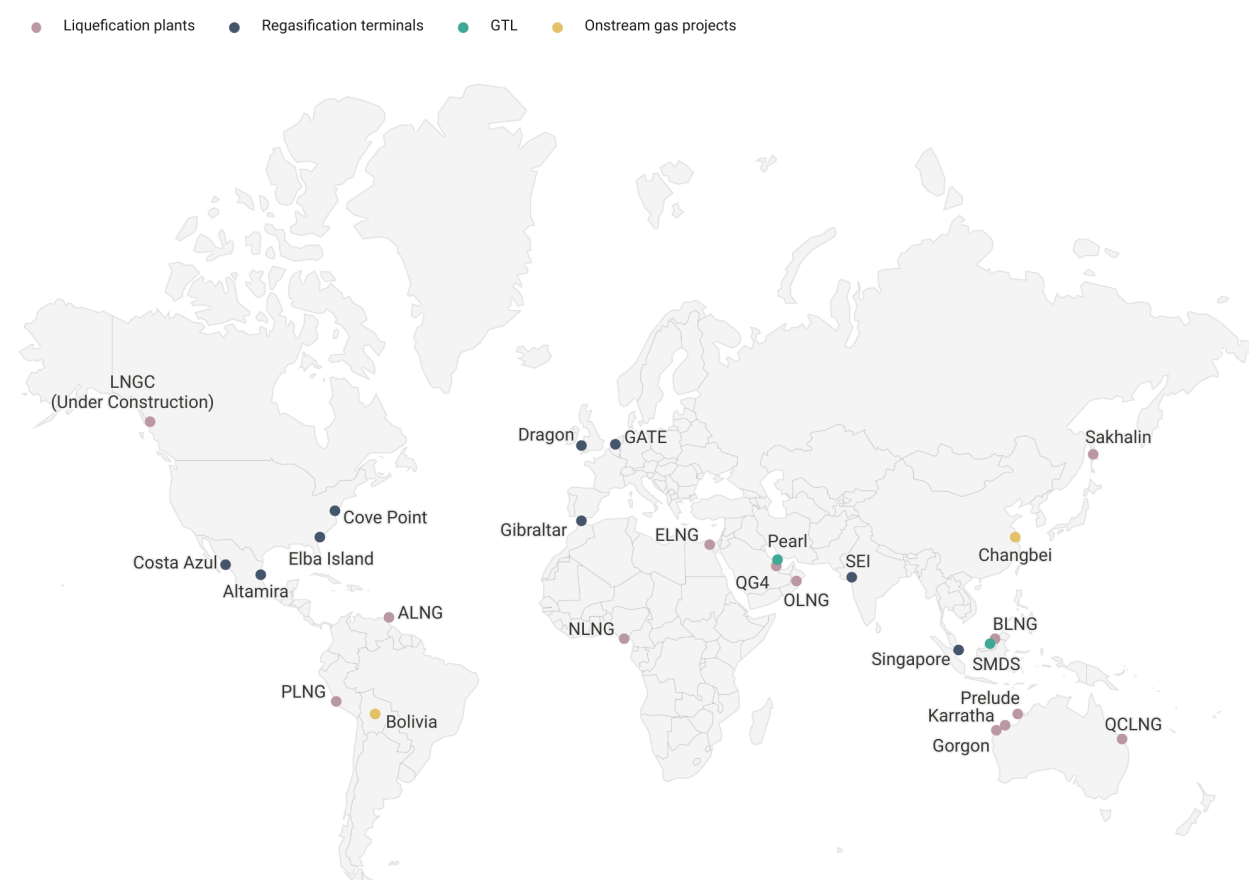 Liquefication plants
Regasification terminals
GTL
Onstream gas projects
LNGC
(Under Construction)
Dragon
GATE
Sakhalin
Cove Point
Gibraltar
ELNG
Pearl
Changbei
Costa Azul
Elba Island
SEI
Altamira
QG4
OLNG
ALNG
NLNG
BLNG
Singapore
SMDS
PLNG
Bolivia
Prelude
Karratha
QCLNG
Gorgon